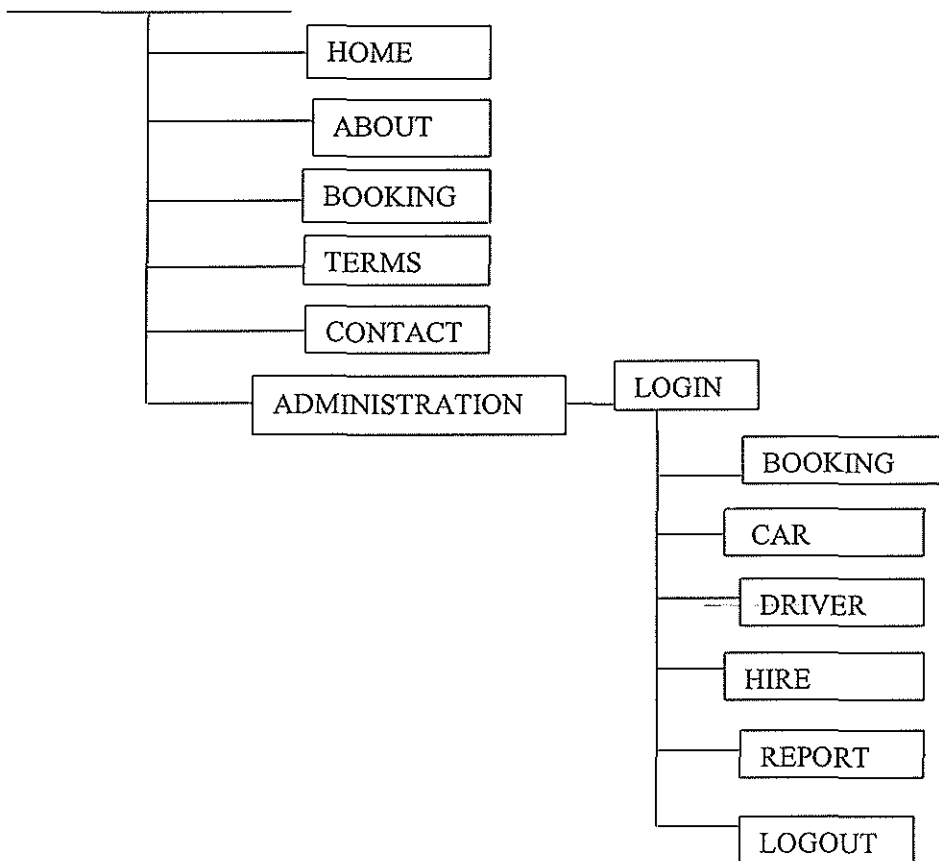 HOME
ABOUT
BOOKING
TERMS
CONTACT
ADMINISTRATION
LOGIN
BOOKING
CAR
DRIVER
HIRE
REPORT
LOGOUT